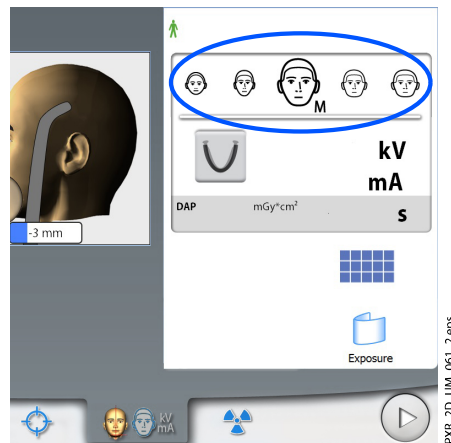 M
kV
mA
DAP mGy*cm² s
-3 mm
Exposure
kV
mA
PXR_2D_UM_061_2.eps